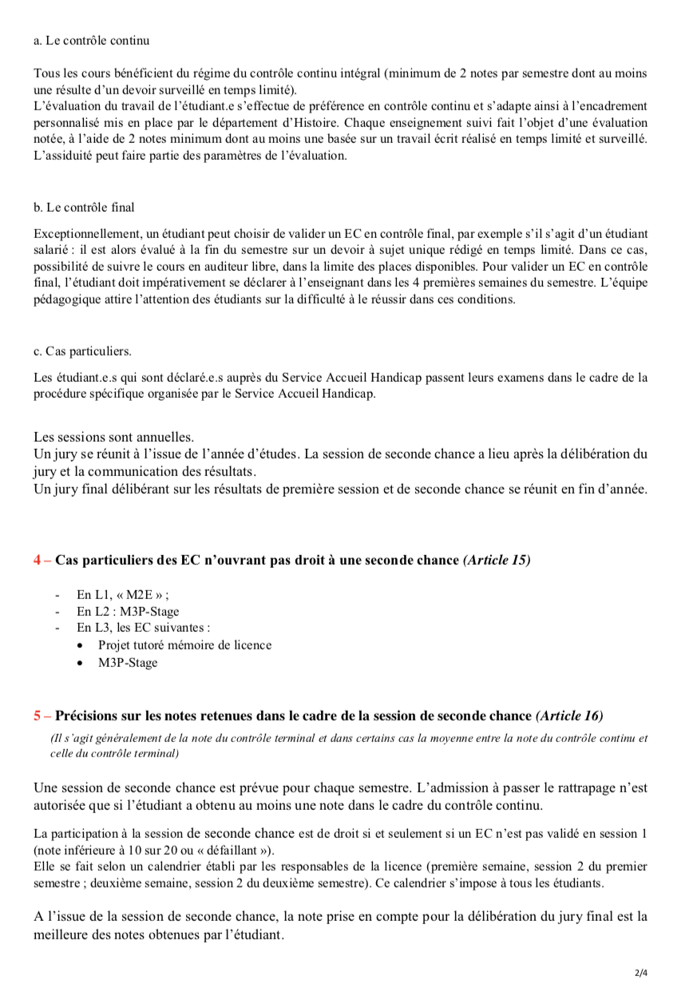 a. Le contrôle continu
Tous les cours bénéficient du régime du contrôle continu intégral (minimum de 2 notes par semestre dont au moins
une résulte d’un devoir surveillé en temps limité).
L’évaluation du travail de l’étudiant.e s’effectue de préférence en contrôle continu et s’adapte ainsi à l’encadrement
personnalisé mis en place par le département d’Histoire. Chaque enseignement suivi fait l’objet d’une évaluation
notée, à l’aide de 2 notes minimum dont au moins une basée sur un travail écrit réalisé en temps limité et surveillé.
L’assiduité peut faire partie des paramètres de l’évaluation.
b. Le contrôle final
Exceptionnellement, un étudiant peut choisir de valider un EC en contrôle final, par exemple s’il s’agit d’un étudiant
salarié : il est alors évalué à la fin du semestre sur un devoir à sujet unique rédigé en temps limité. Dans ce cas,
possibilité de suivre le cours en auditeur libre, dans la limite des places disponibles. Pour valider un EC en contrôle
final, l’étudiant doit impérativement se déclarer à l’enseignant dans les 4 premières semaines du semestre. L’équipe
pédagogique attire l’attention des étudiants sur la difficulté à le réussir dans ces conditions.
c. Cas particuliers.
Les étudiant.e.s qui sont déclaré.e.s auprès du Service Accueil Handicap passent leurs examens dans le cadre de la
procédure spécifique organisée par le Service Accueil Handicap.
Les sessions sont annuelles.
Un jury se réunit à l’issue de l’année d’études. La session de seconde chance a lieu après la délibération du
jury et la communication des résultats.
Un jury final délibérant sur les résultats de première session et de seconde chance se réunit en fin d’année.
4 – Cas particuliers des EC n’ouvrant pas droit à une seconde chance (Article 15)
- En L1, « M2E » ;
- En L2 : M3P-Stage
- En L3, les EC suivantes :
• Projet tutoré mémoire de licence
• M3P-Stage
5 – Précisions sur les notes retenues dans le cadre de la session de seconde chance (Article 16)
(Il s’agit généralement de la note du contrôle terminal et dans certains cas la moyenne entre la note du contrôle continu et
celle du contrôle terminal)
Une session de seconde chance est prévue pour chaque semestre. L’admission à passer le rattrapage n’est
autorisée que si l’étudiant a obtenu au moins une note dans le cadre du contrôle continu.
La participation à la session de seconde chance est de droit si et seulement si un EC n’est pas validé en session 1
(note inférieure à 10 sur 20 ou « défaillant »).
Elle se fait selon un calendrier établi par les responsables de la licence (première semaine, session 2 du premier
semestre ; deuxième semaine, session 2 du deuxième semestre). Ce calendrier s’impose à tous les étudiants.
A l’issue de la session de seconde chance, la note prise en compte pour la délibération du jury final est la
meilleure des notes obtenues par l’étudiant.
2/4